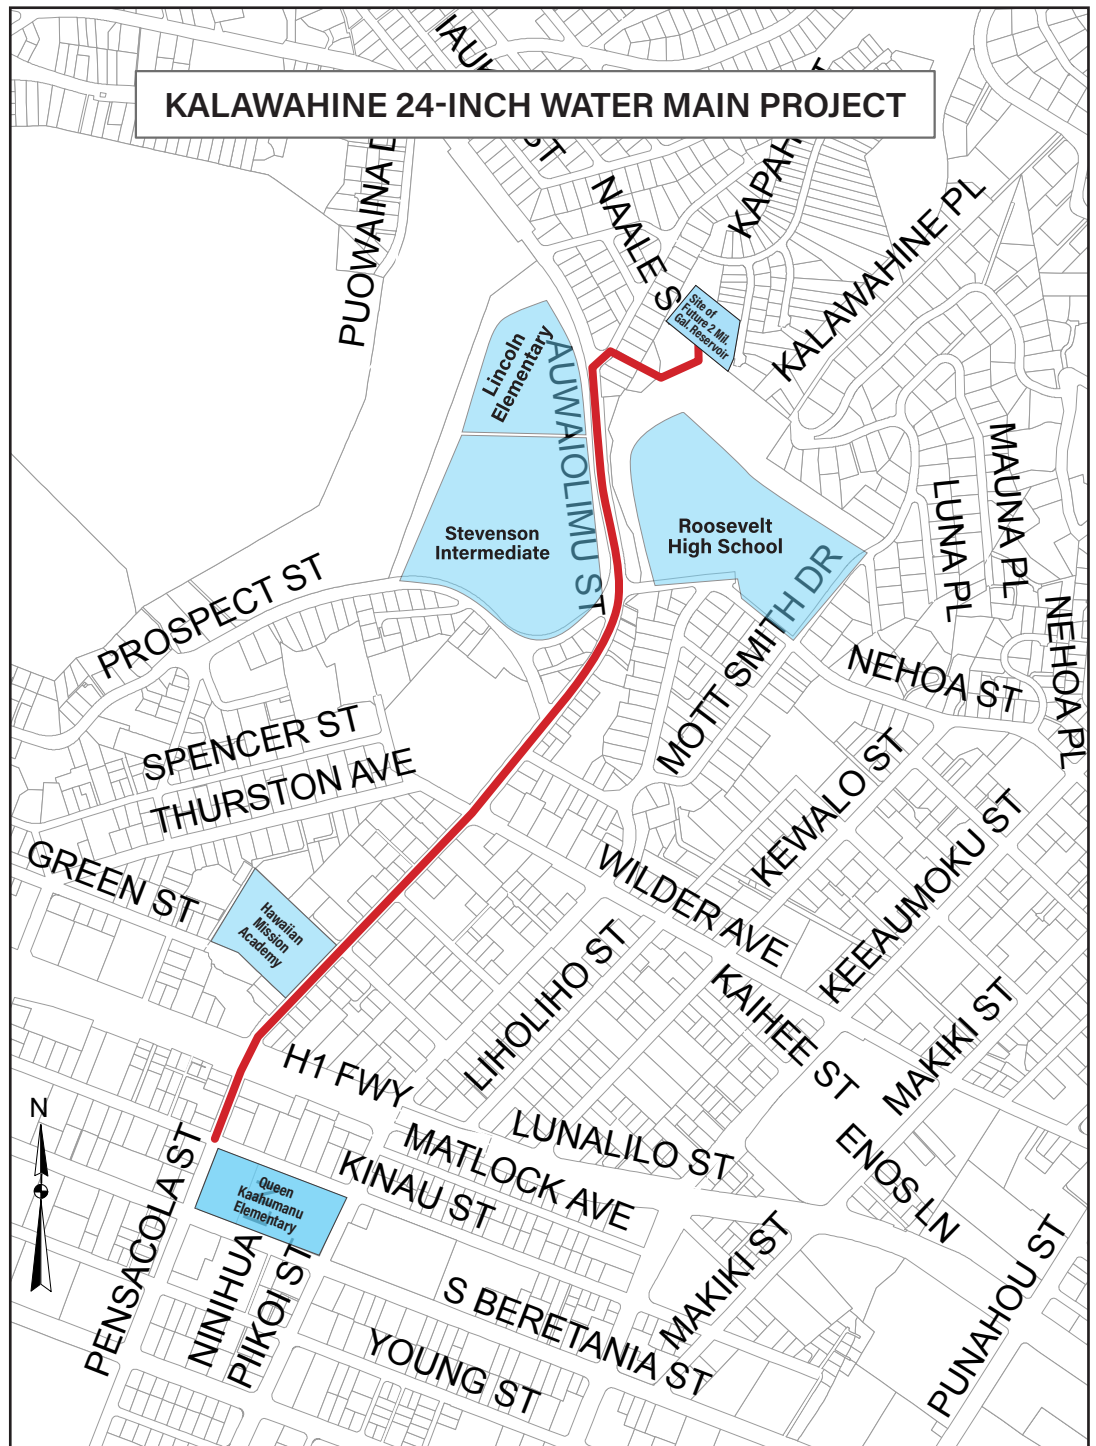 KALAWAHINE 24-INCH WATER MAIN PROJECT
ST
PUOWAINA
NAALE S
KALAWAHINE PL
Site of
Future 2 Mil.
Gal. Reservoir
Lincoln
Elementary
AUWAIOLIMU ST
Stevenson
Intermediate
Roosevelt
High School
MAUNA PL
LUNA PL
NEHOA PL
PROSPECT ST
MOTT SMITH DR
NEHOA ST
SPENCER ST
THURSTON AVE
GREEN ST
Hawaiian
Mission
Academy
KEWALO ST
KEEAUMOKU ST
WILDER AVE
LIHOLIHO ST
KAIHEE ST
MAKIKI ST
H1 FWY
LUNALILO ST
MATLOCK AVE
KINAU ST
ENOS LN
N
PENSACOLA ST
Queen
Kaahumanu
Elementary
NINIHUA
PIIKOI ST
S BERETANIA ST
MAKIKI ST
YOUNG ST
PUNAHOU ST